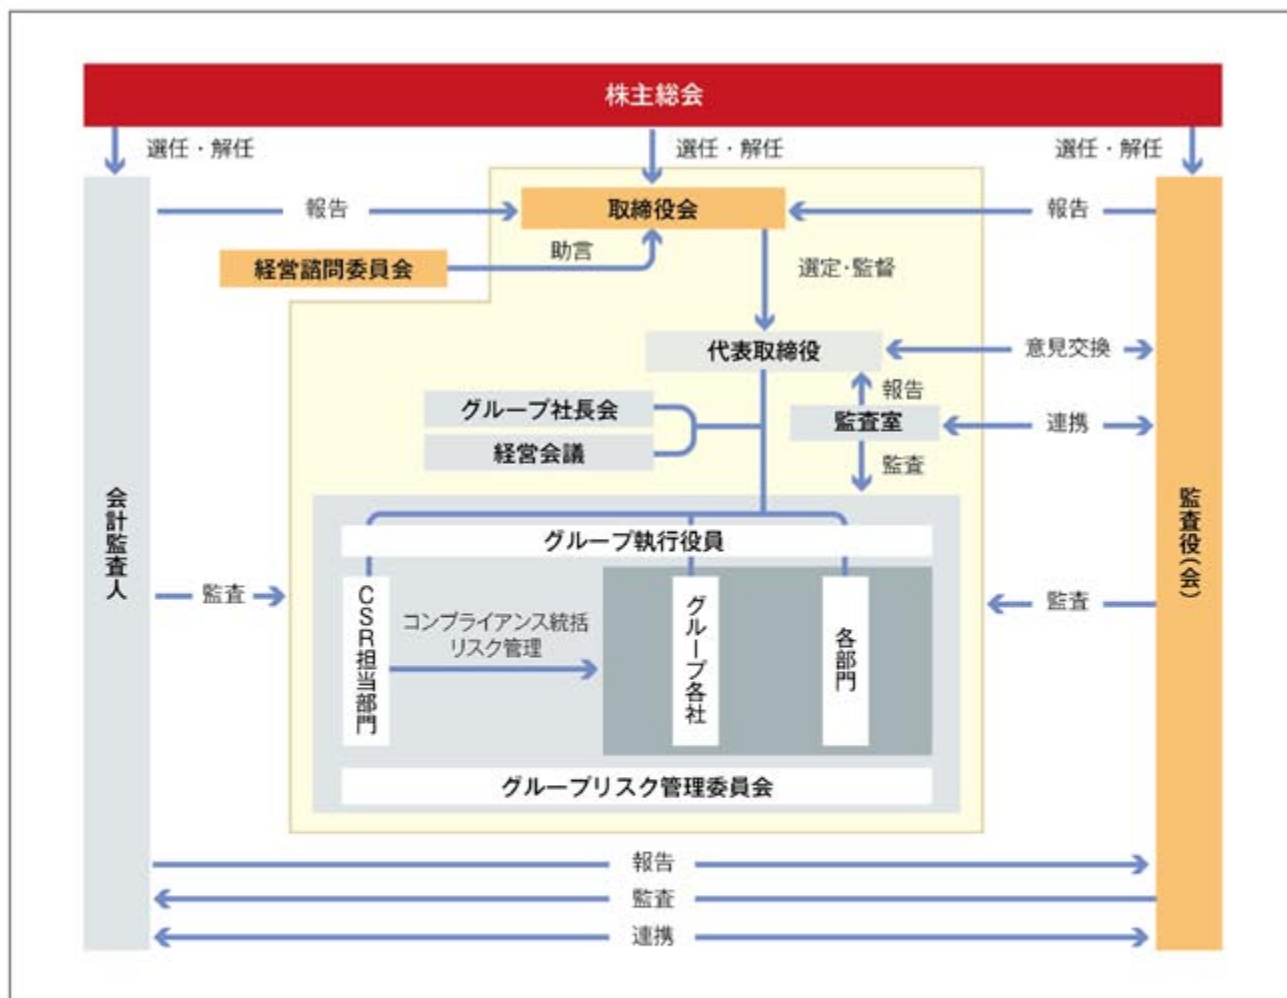 株主総会
選任・解任
選任・解任
選任・解任
報告
取締役会
報告
経営諮問委員会
助言
選定・監督
代表取締役
意見交換
報告
グループ社長会
監査室
連携
経営会議
監査
会計監査人
監査役(会)
グループ執行役員
監査
CSR担当部門
コンプライアンス統括
リスク管理
グループ各社
各部門
監査
グループリスク管理委員会
報告
監査
連携